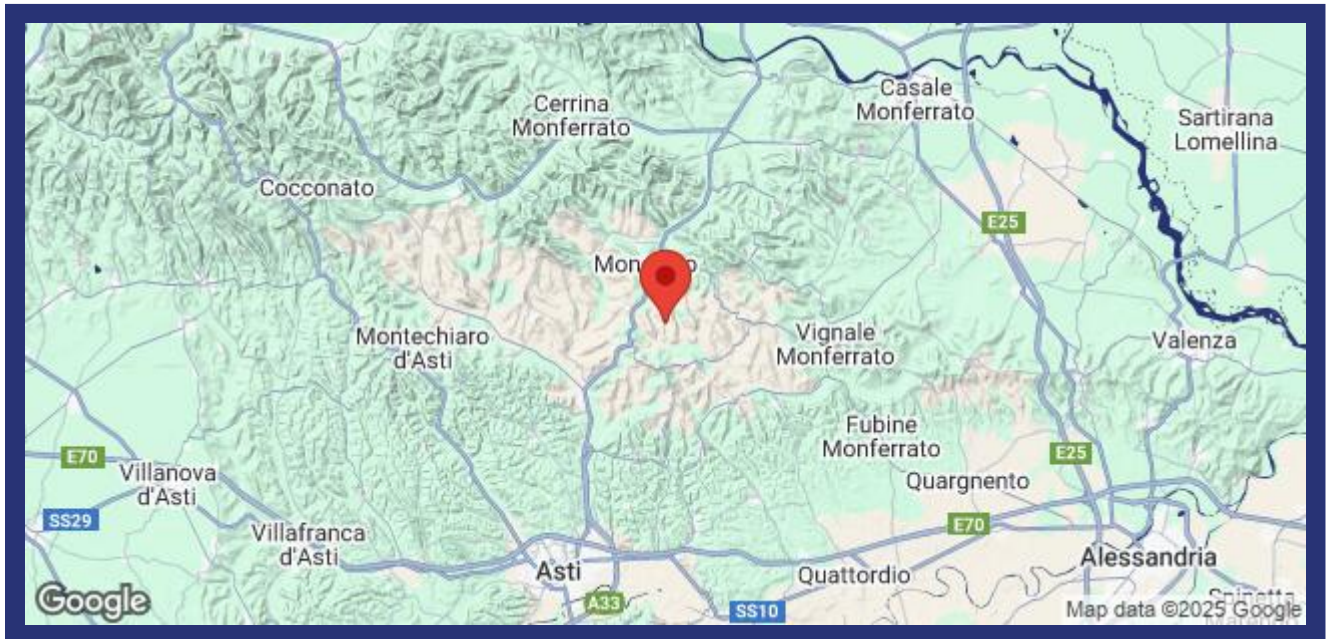 Cerrina
Monferrato
Casale
Monferrato
Sartirana
Lomellina
Cocconato
E25
Montechiaro
d'Asti
Vignale
Monferrato
Valenza
Fubine
Monferrato
E70
Villanova
d'Asti
E25
Quargnento
SS29
Villafranca
d'Asti
E70
Asti
Quattordio
Alessandria
Google
A33
SS10
Map data ©2025 Google